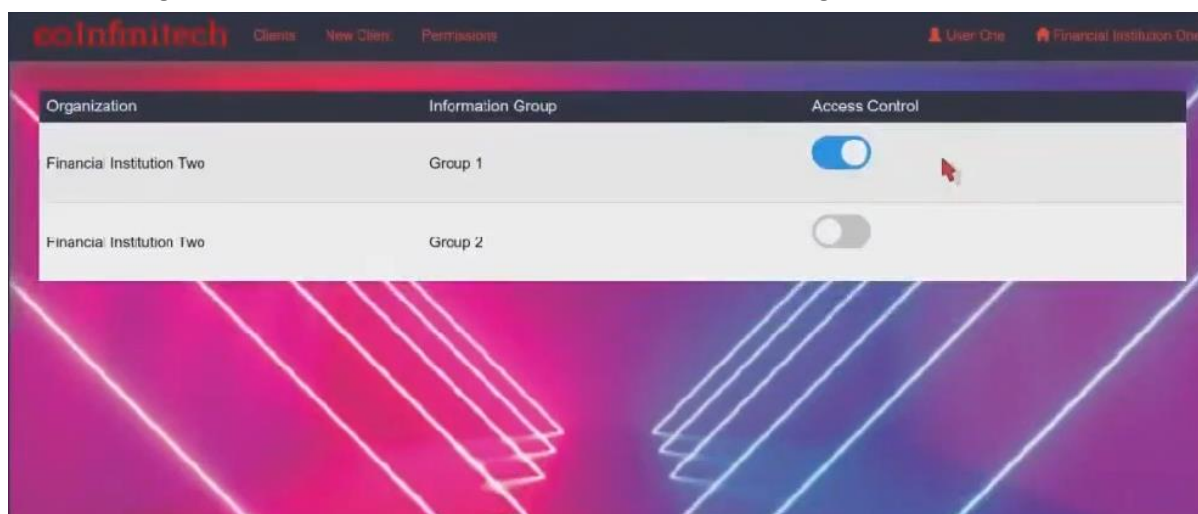 ∞Infinitech Clients New Client Permissions User One Financial Institution One
Organization Information Group Access Control
Financial Institution Two Group 1
Financial Institution Two Group 2